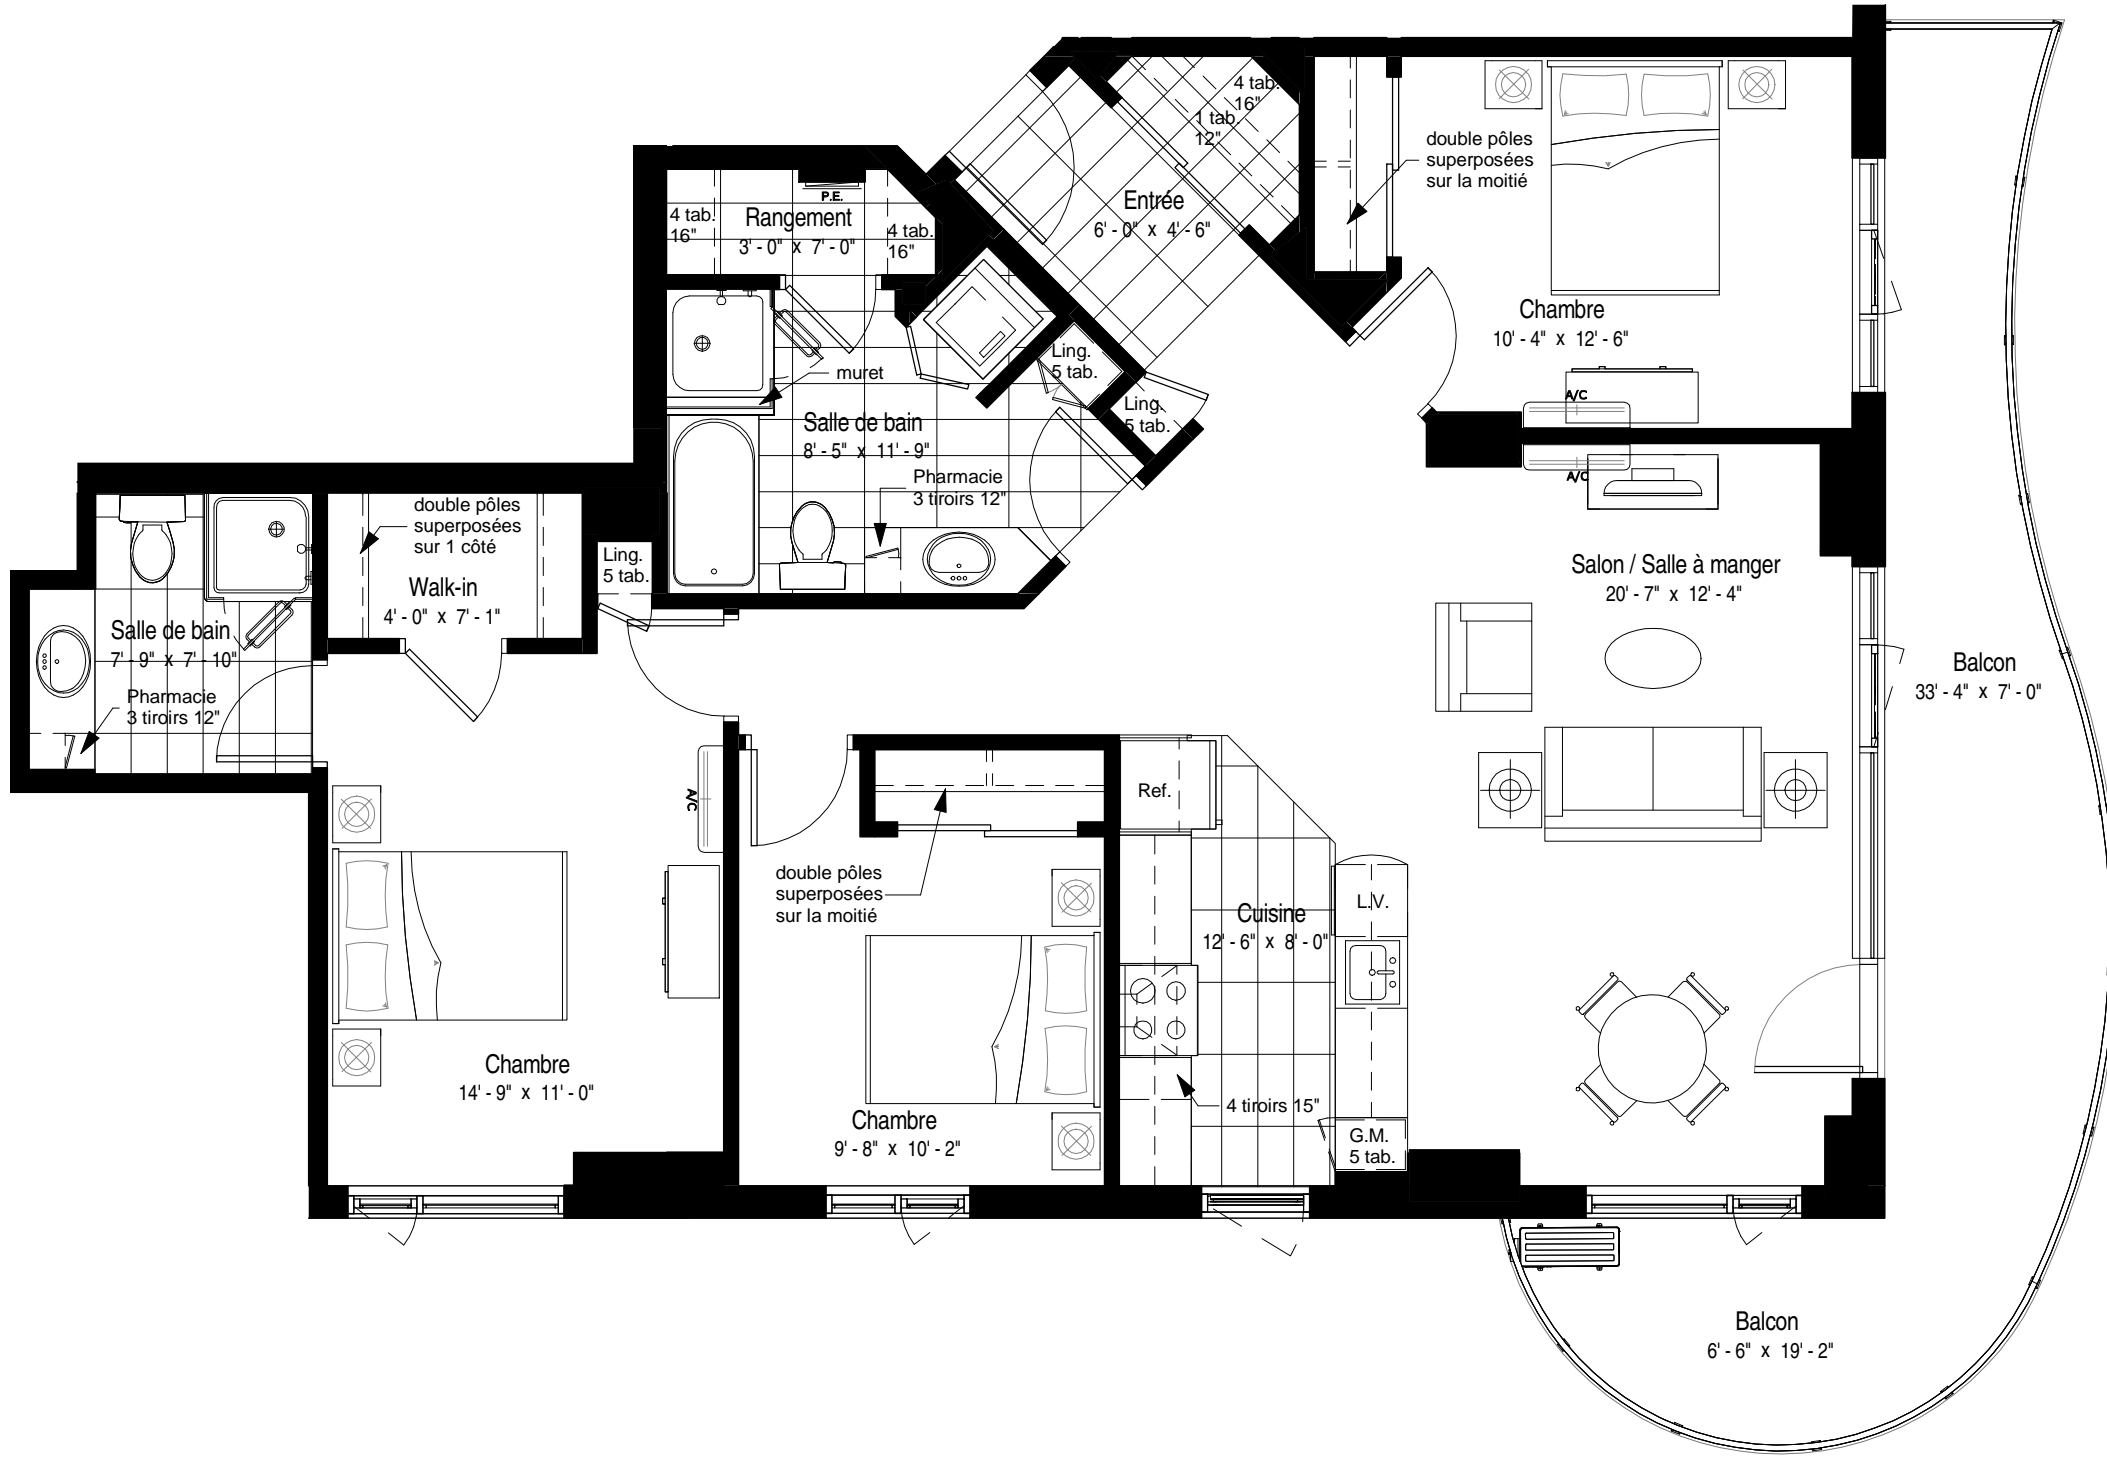 4 tab.
16"
1 tab.
12"
Entrée
6' - 0" x 4' - 6"
double pôles
superposées
sur la moitié
Chambre
10' - 4" x 12' - 6"
A/C
A/C
P.E.
Rangement
3' - 0" x 7' - 0"
4 tab.
16"
4 tab.
16"
muret
Ling.
5 tab.
Ling.
5 tab.
Salle de bain
8' - 5" x 11' - 9"
Pharmacie
3 tiroirs 12"
double pôles
superposées
sur 1 côté
Walk-in
4' - 0" x 7' - 1"
Ling.
5 tab.
Salle de bain
7' - 9" x 7' - 10"
Pharmacie
3 tiroirs 12"
Salon / Salle à manger
20' - 7" x 12' - 4"
Balcon
33' - 4" x 7' - 0"
A/C
Ref.
double pôles
superposées
sur la moitié
Cuisine
12' - 6" x 8' - 0"
L.V.
Chambre
14' - 9" x 11' - 0"
Chambre
9' - 8" x 10' - 2"
4 tiroirs 15"
G.M.
5 tab.
Balcon
6' - 6" x 19' - 2"